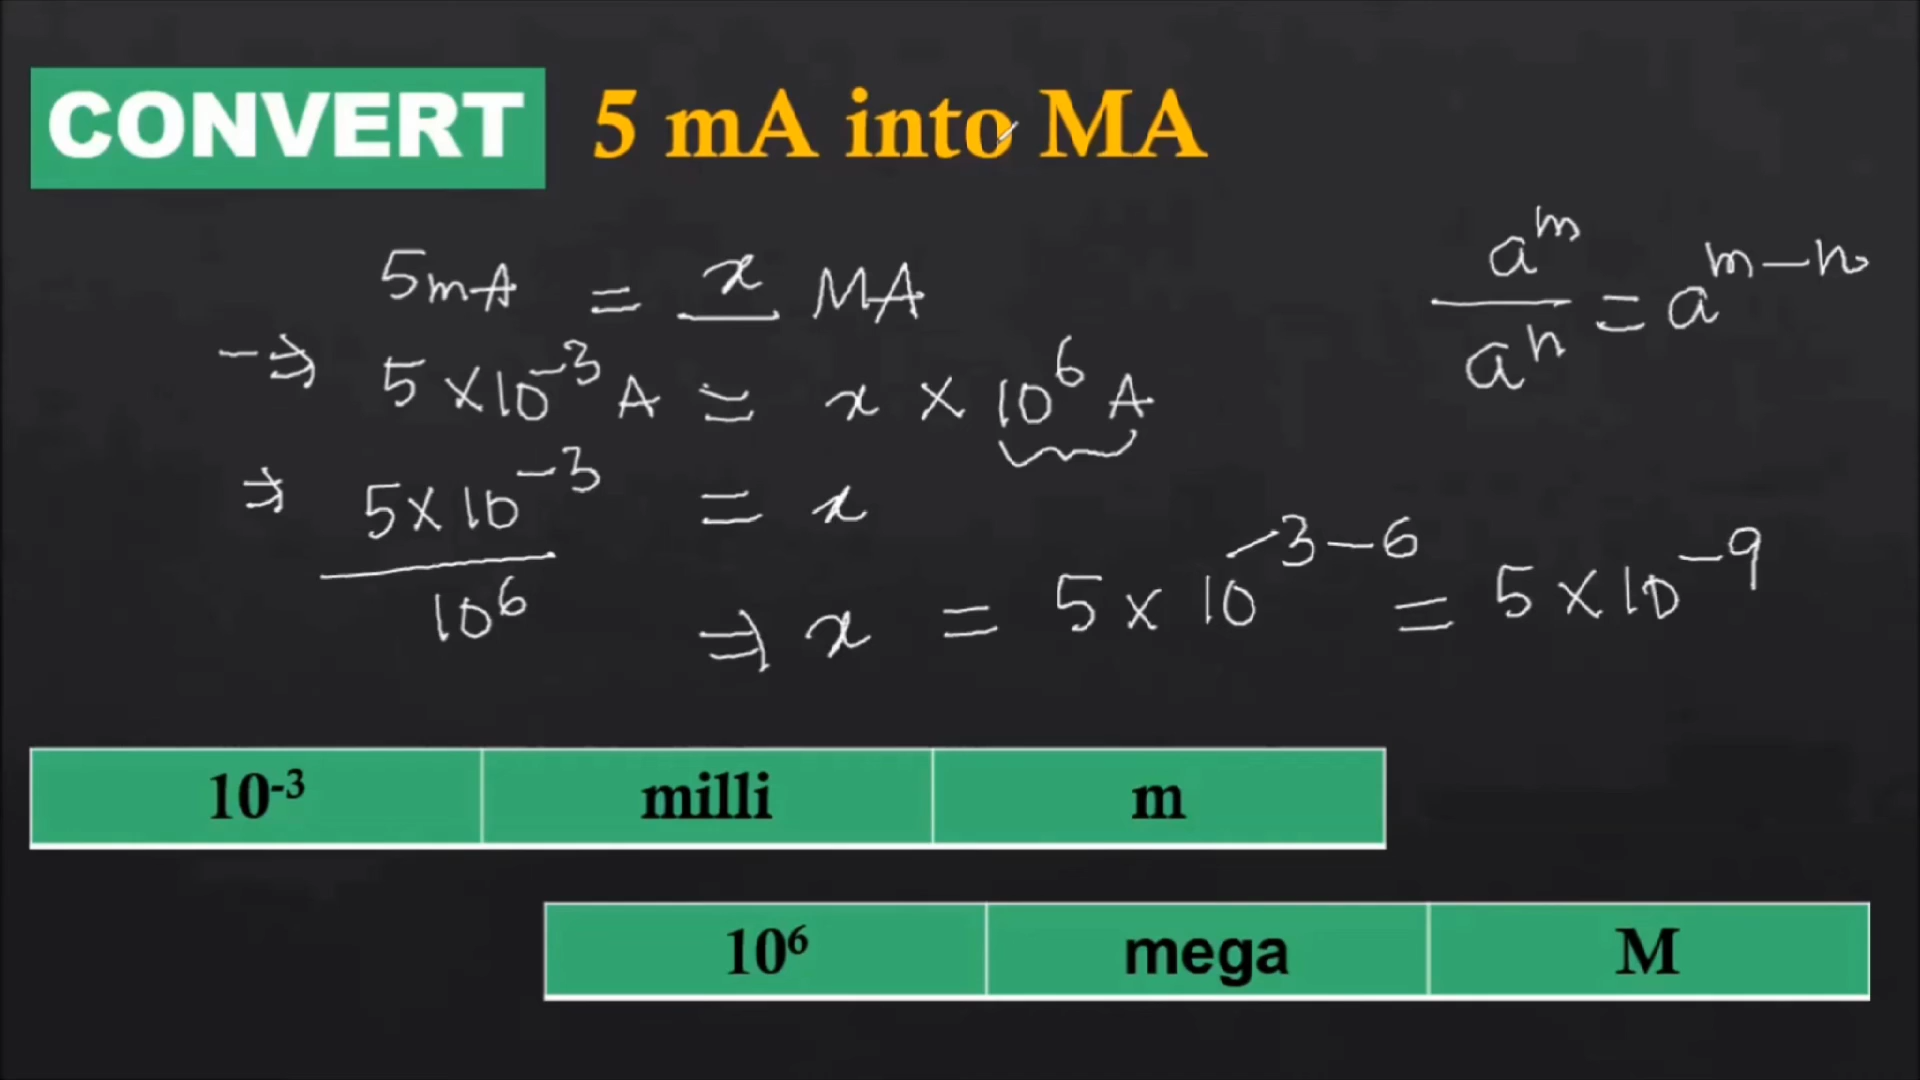 CONVERT 5 mA into MA
5mA = x MA
a^m / a^n = a^(m-n)
⇒ 5×10^-3 A = x × 10^6 A
⇒ 5×10^-3 / 10^6 = x
⇒ x = 5×10^(-3-6) = 5×10^-9
10^-3 milli m
10^6 mega M